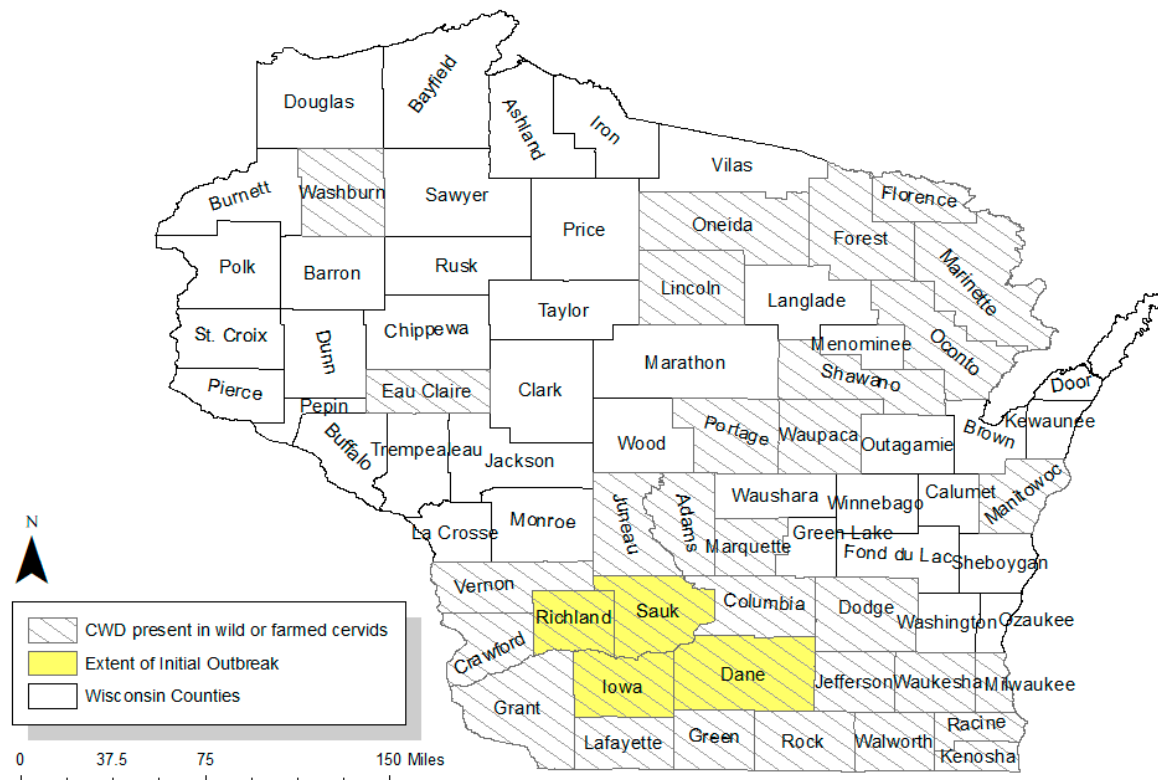 Bayfield
Douglas
Ashland
Iron
Vilas
Burnett
Washburn
Sawyer
Florence
Oneida
Price
Forest
Polk
Barron
Rusk
Marinette
Lincoln
Langlade
Taylor
Chippewa
St. Croix
Dunn
Menominee
Oconto
Marathon
Shawano
Pierce
Eau Claire
Clark
Door
Pepin
Kewaunee
Portage
Waupaca
Brown
Buffalo
Trempealeau
Wood
Outagamie
Jackson
Manitowoc
Calumet
Waushara
Winnebago
Juneau
Adams
Monroe
La Crosse
Green Lake
Marquette
Fond du Lac
Sheboygan
Vernon
Columbia
Dodge
Richland
Sauk
Washington
Ozaukee
Crawford
Iowa
Dane
Jefferson
Waukesha
Milwaukee
Grant
Lafayette
Green
Rock
Walworth
Racine
Kenosha
N
CWD present in wild or farmed cervids
Extent of Initial Outbreak
Wisconsin Counties
0 37.5 75 150 Miles